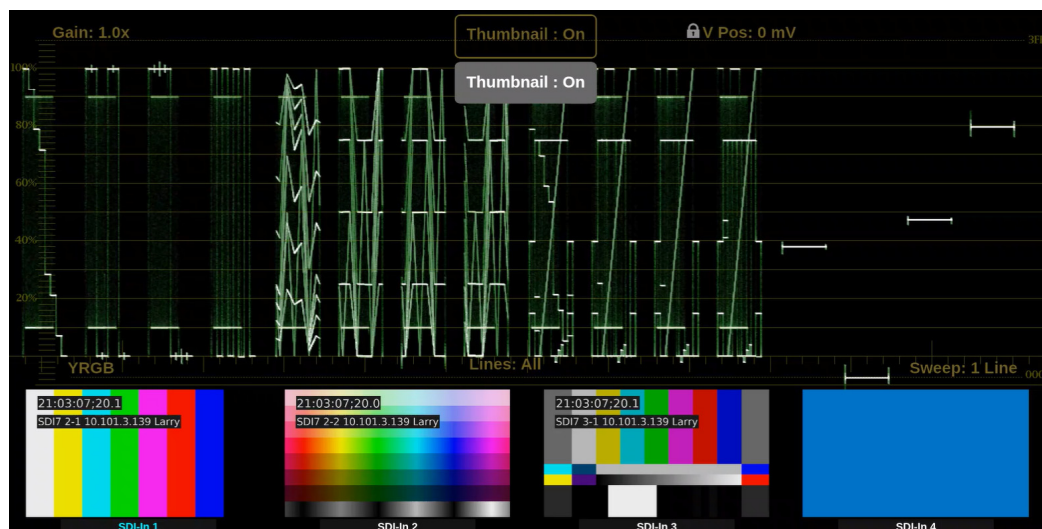 Gain: 1.0x
Thumbnail : On
V Pos: 0 mV
Thumbnail : On
100%
80%
60%
40%
20%
YRGB
Lines: All
Sweep: 1 Line
21:03:07;20.1
SDI7 2-1 10.101.3.139 Larry
21:03:07;20.0
SDI7 2-2 10.101.3.139 Larry
21:03:07;20.1
SDI7 3-1 10.101.3.139 Larry
SDI-In 1
SDI-In 2
SDI-In 3
SDI-In 4